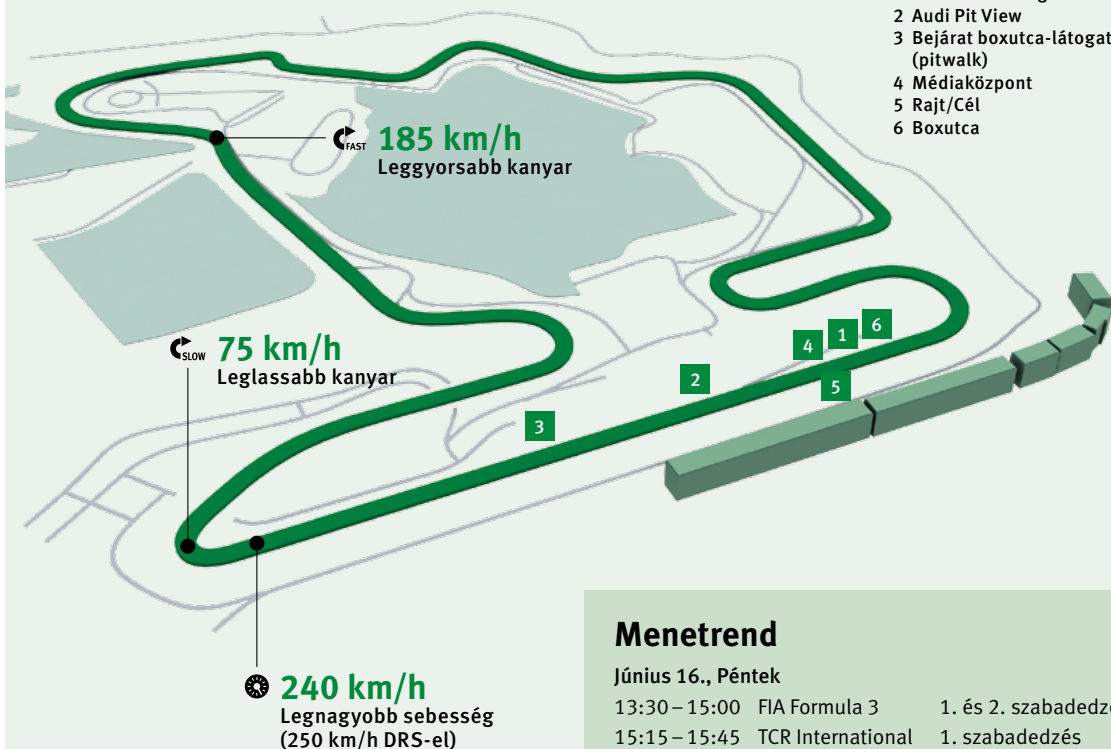 2 Audi Pit View
3 Bejárat boxutca-
(pitwalk)
4 Médiaközpont
5 Rajt/Cél
6 Boxutca
FAST 185 km/h
Leggyorsabb kanyar
SLOW 75 km/h
Leglassabb kanyar
1
6
4
5
2
3
240 km/h
Legnagyobb sebesség
(250 km/h DRS-el)
Menetrend
Június 16., Péntek
13:30 – 15:00 FIA Formula 3 1. és 2.
15:15 – 15:45 TCR International 1. szabadedzés